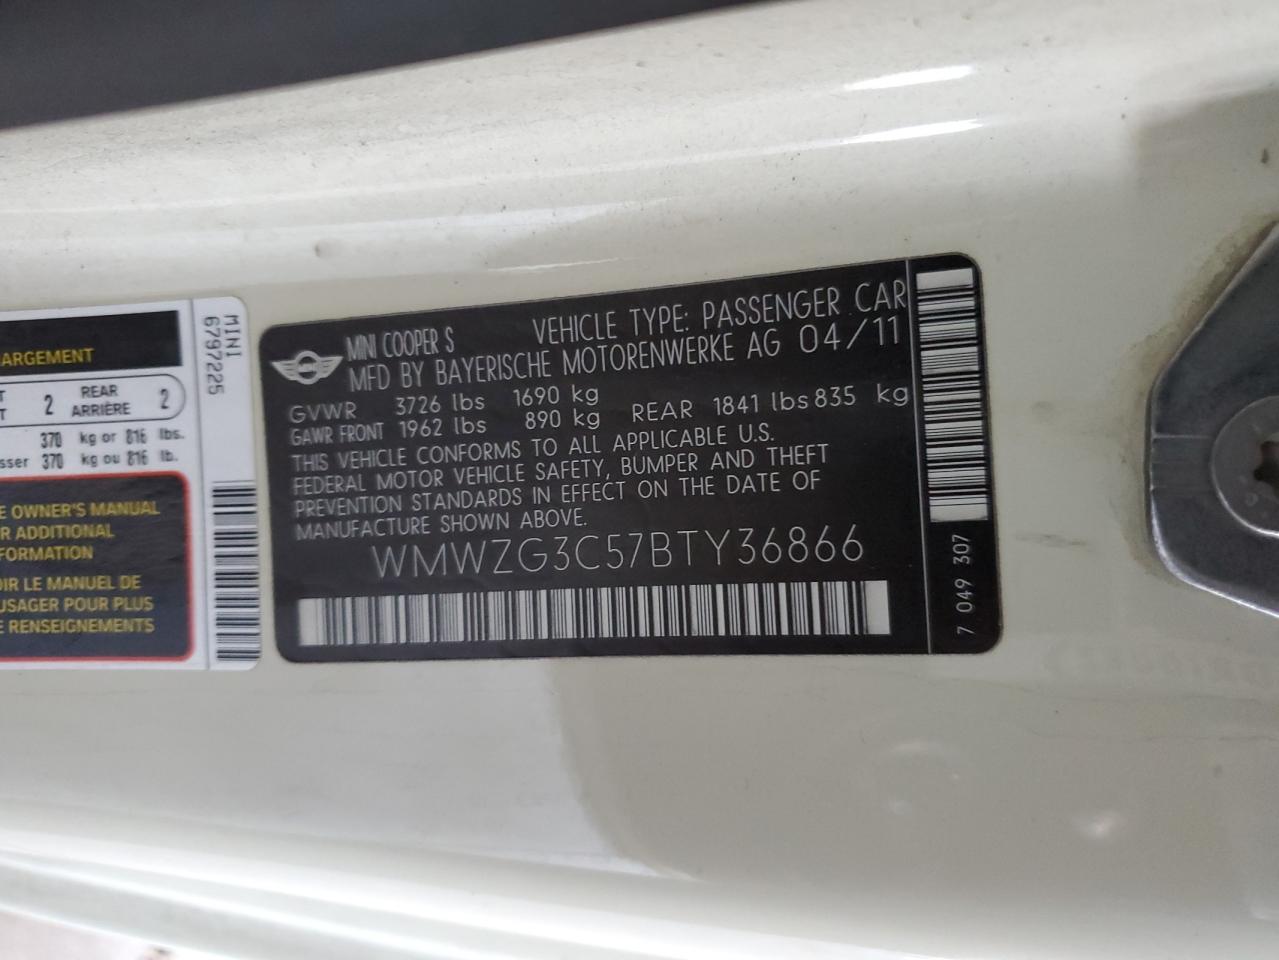 MINI COOPER S VEHICLE TYPE: PASSENGER CAR
MFD BY BAYERISCHE MOTORENWERKE AG 04/11
GVWR 3726 lbs 1690 kg
GAWR FRONT 1962 lbs 890 kg REAR 1841 lbs 835 kg
THIS VEHICLE CONFORMS TO ALL APPLICABLE U.S.
FEDERAL MOTOR VEHICLE SAFETY, BUMPER AND THEFT
PREVENTION STANDARDS IN EFFECT ON THE DATE OF
MANUFACTURE SHOWN ABOVE.
WMWZG3C57BTY36866
7 049 307
MINI
6797225
HARGEMENT
2 REAR 2
ARRIÈRE
370 kg or 816 lbs.
sser 370 kg ou 816 lb.
E OWNER'S MANUAL
R ADDITIONAL
NFORMATION
OIR LE MANUEL DE
USAGER POUR PLUS
E RENSEIGNEMENTS